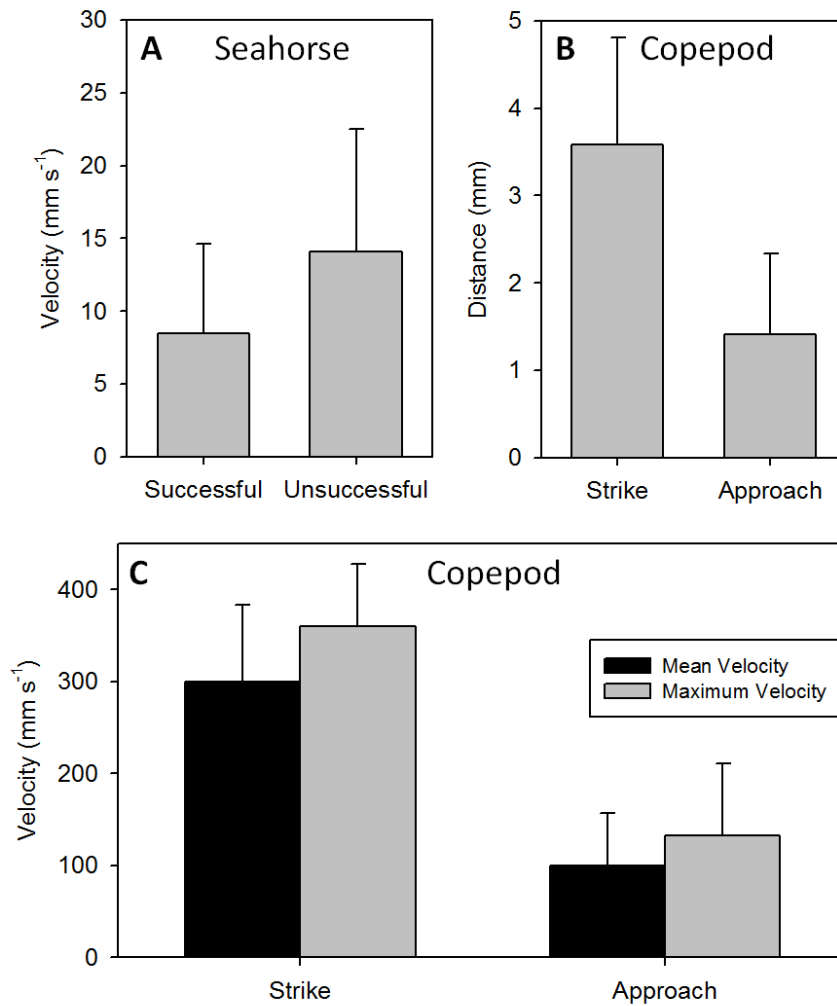 A Seahorse
Velocity (mm s⁻¹)
30
25
20
15
10
5
0
Successful Unsuccessful
B Copepod
Distance (mm)
5
4
3
2
1
0
Strike Approach
C Copepod
Velocity (mm s⁻¹)
400
300
200
100
0
Mean Velocity
Maximum Velocity
Strike Approach